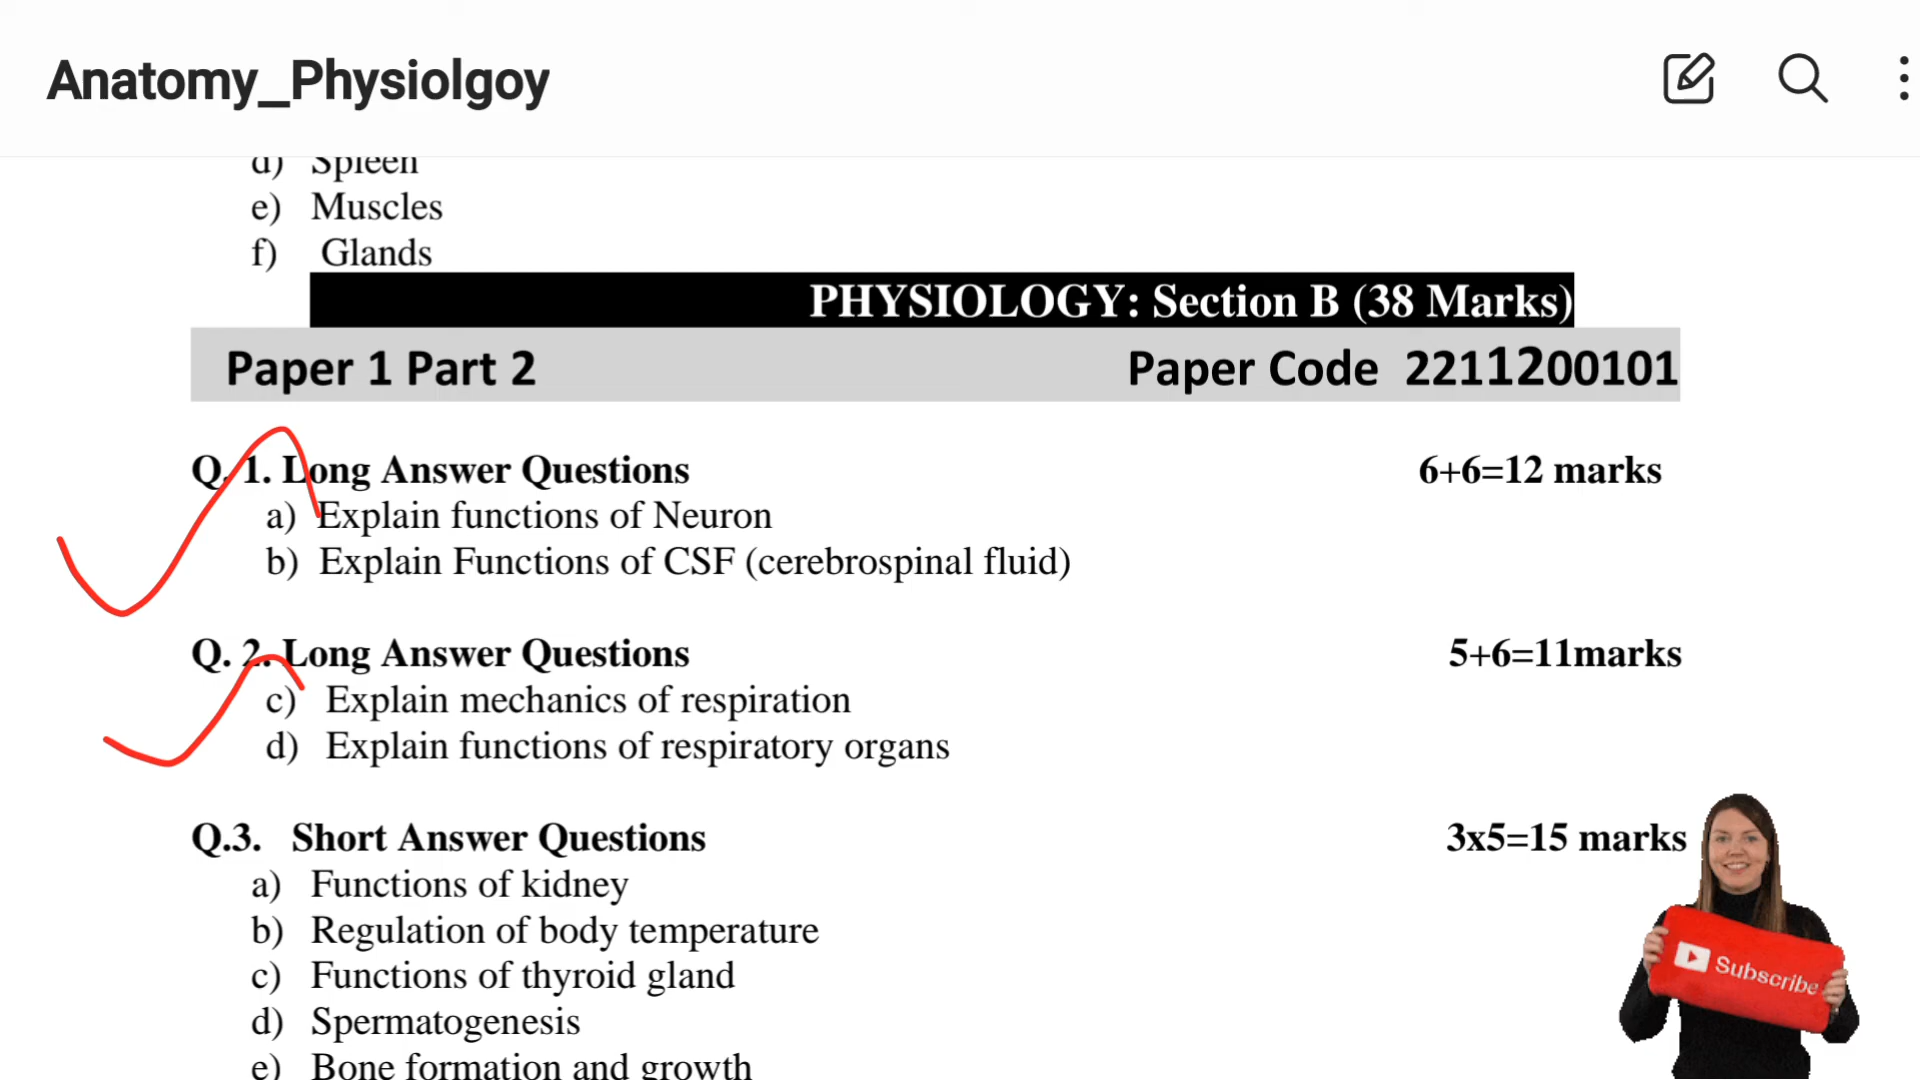 Anatomy_Physiolgoy
d) Spleen
e) Muscles
f) Glands
PHYSIOLOGY: Section B (38 Marks)
Paper 1 Part 2 Paper Code 2211200101
Q. 1. Long Answer Questions 6+6=12 marks
a) Explain functions of Neuron
b) Explain Functions of CSF (cerebrospinal fluid)
Q. 2. Long Answer Questions 5+6=11marks
c) Explain mechanics of respiration
d) Explain functions of respiratory organs
Q.3. Short Answer Questions 3x5=15 marks
a) Functions of kidney
b) Regulation of body temperature
c) Functions of thyroid gland
d) Spermatogenesis
e) Bone formation and growth
Subscribe